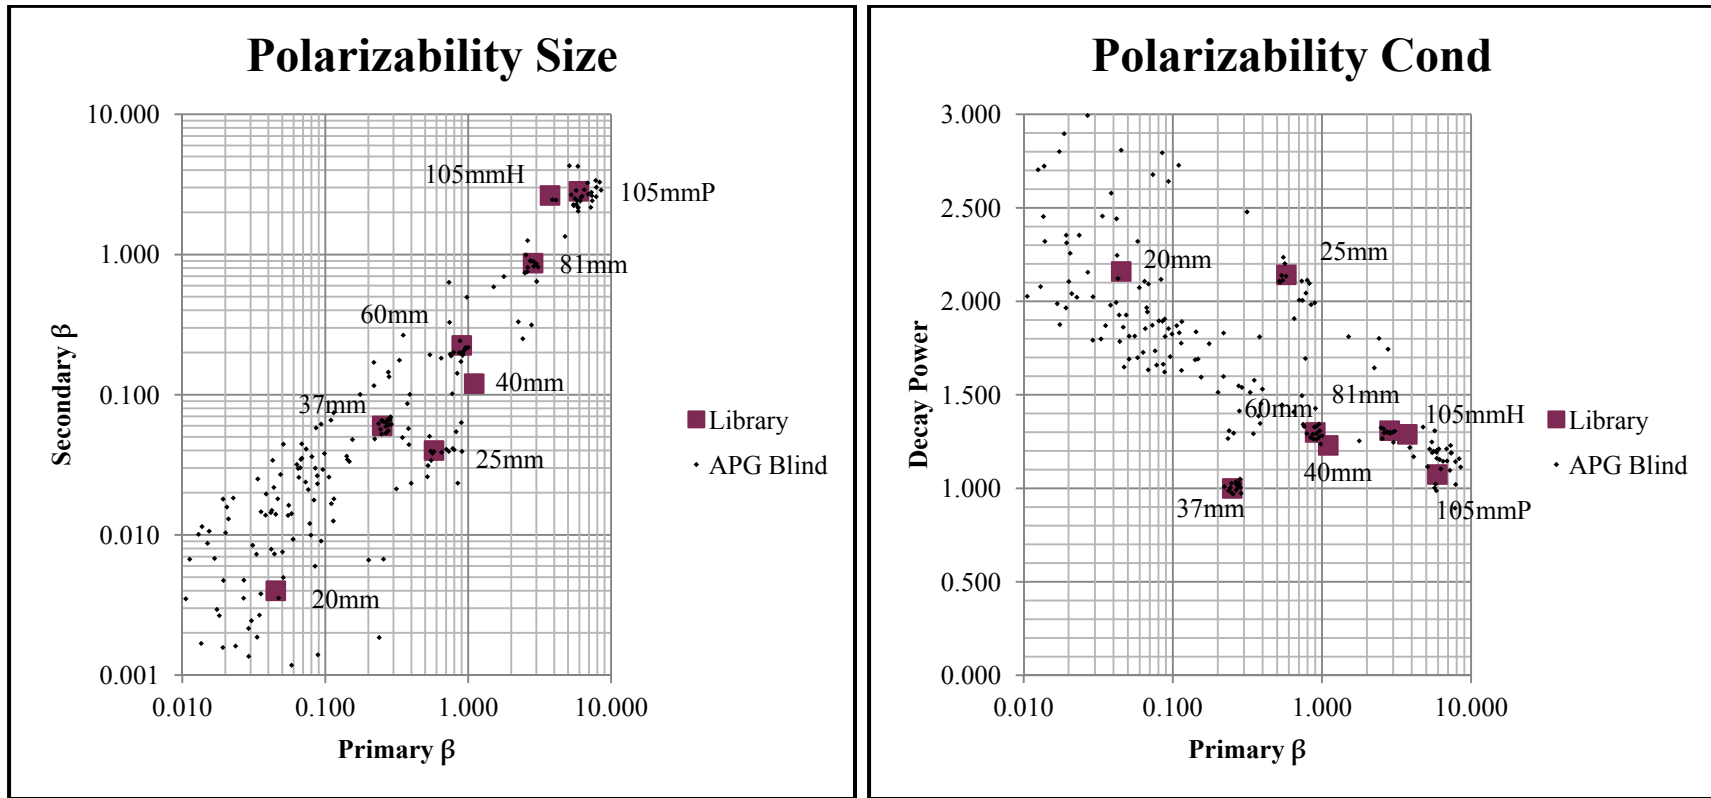 Polarizability Size
10.000
1.000
0.100
0.010
0.001
0.010 0.100 1.000 10.000
Secondary β
Primary β
105mmH
105mmP
81mm
60mm
40mm
37mm
25mm
20mm
Library
APG Blind
Polarizability Cond
3.000
2.500
2.000
1.500
1.000
0.500
0.000
0.010 0.100 1.000 10.000
Decay Power
Primary β
20mm
25mm
81mm
60mm
105mmH
40mm
37mm
105mmP
Library
APG Blind